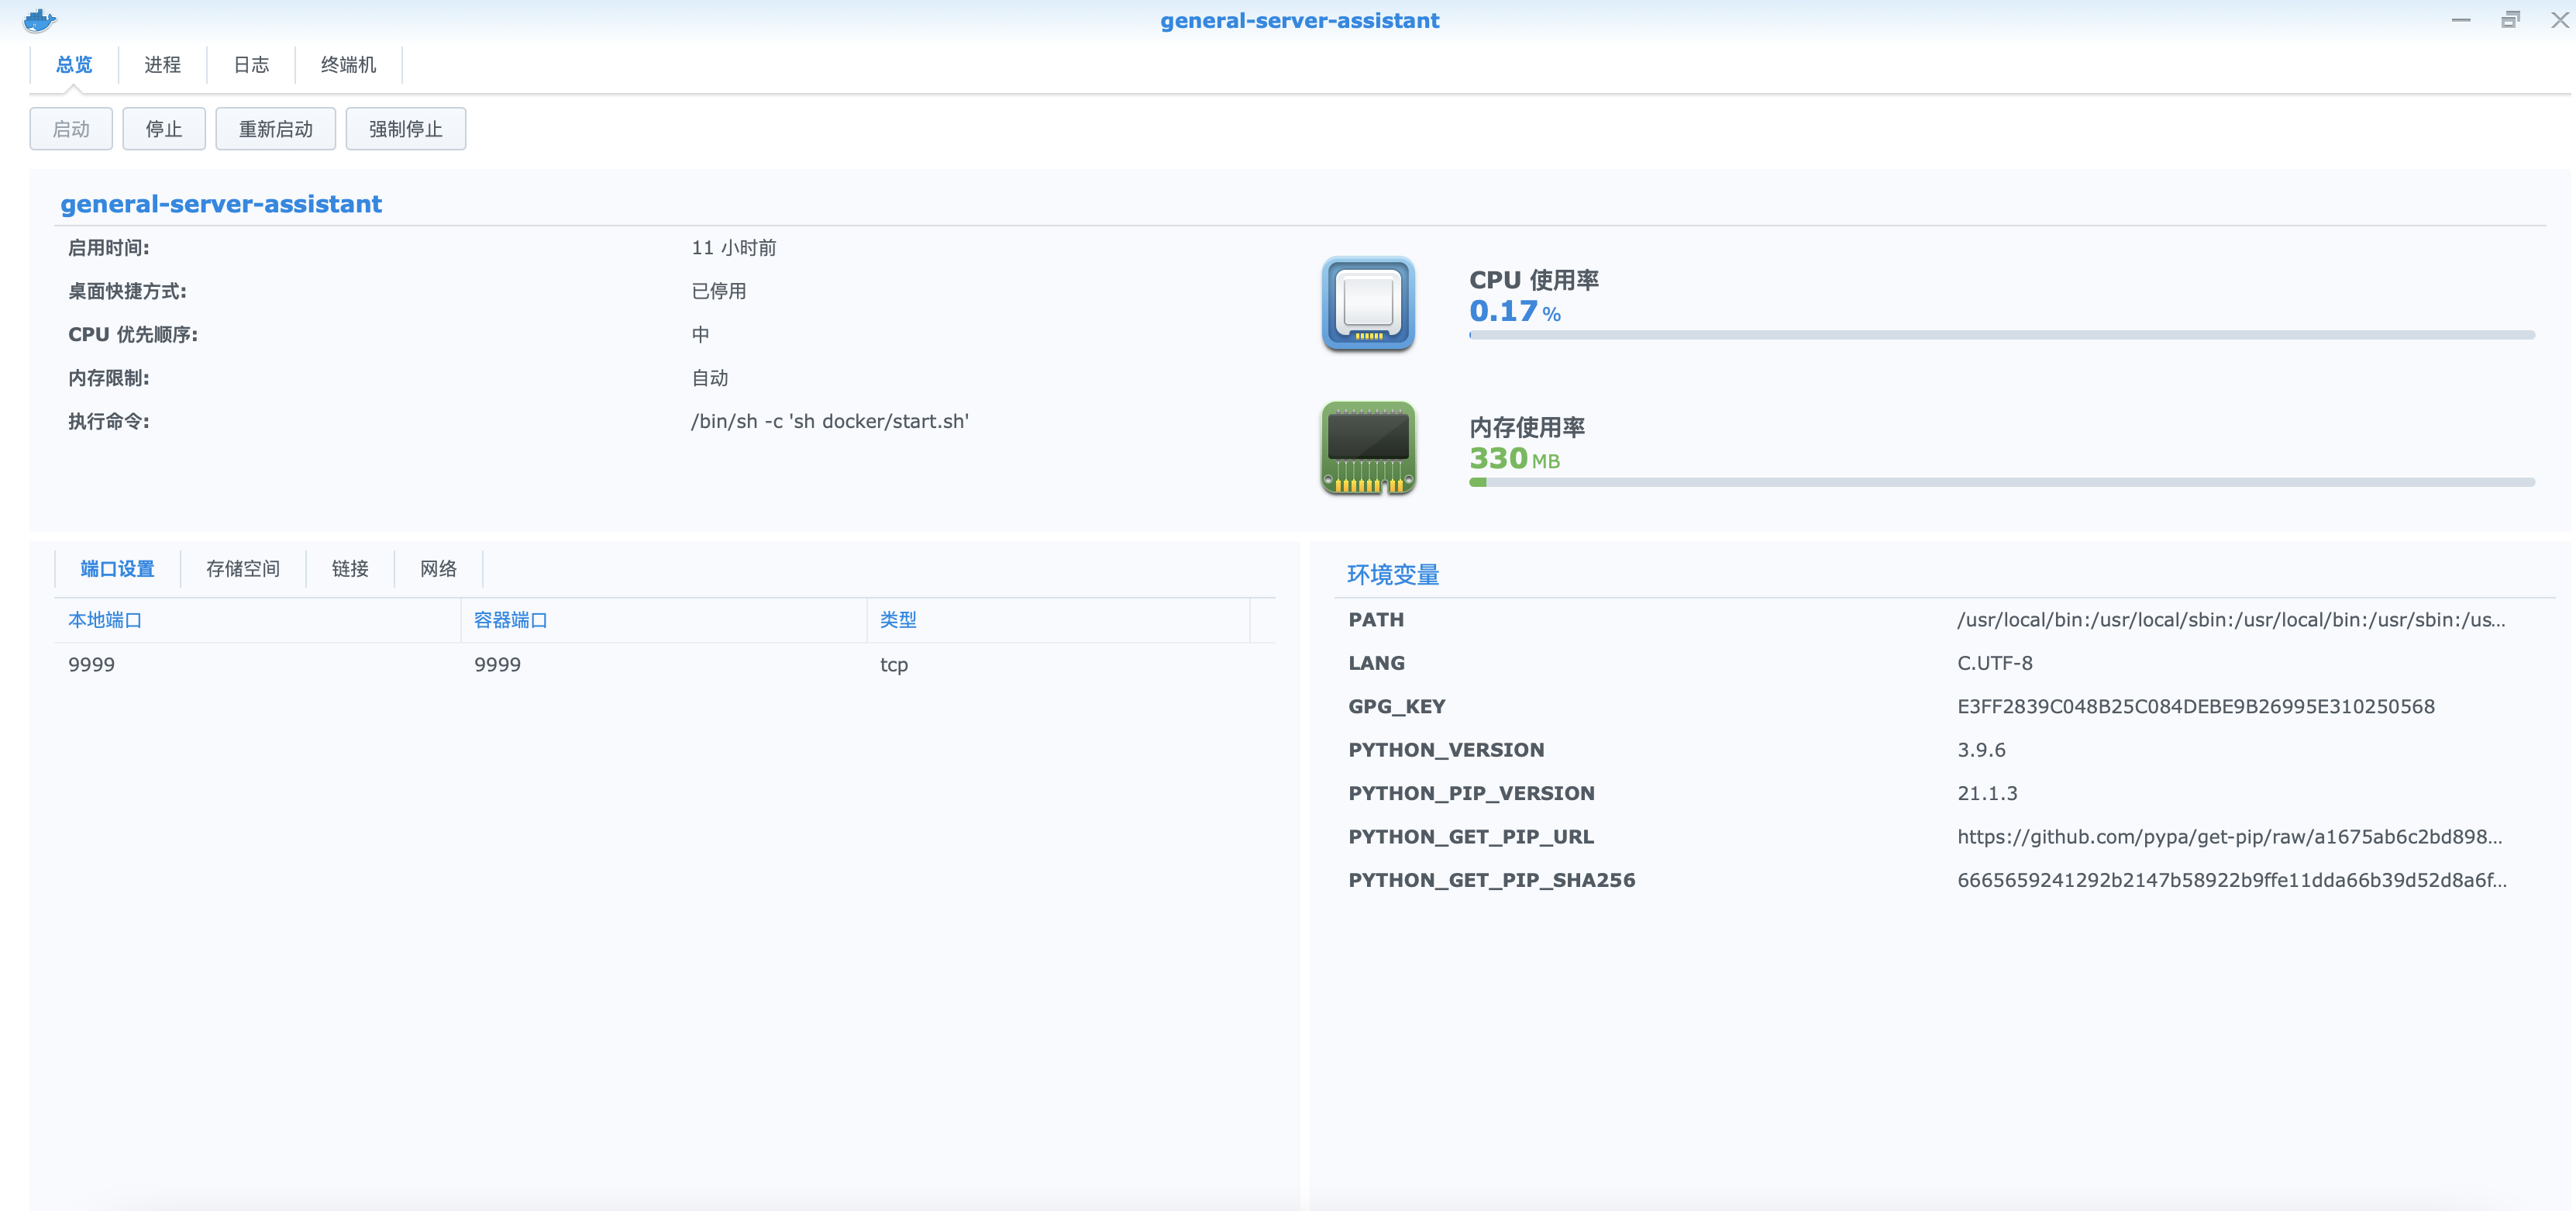 general-server-assistant
总览 进程 日志 终端机
启动 停止 重新启动 强制停止
general-server-assistant
启用时间: 11 小时前
桌面快捷方式: 已停用
CPU 优先顺序: 中
内存限制: 自动
执行命令: /bin/sh -c 'sh docker/start.sh'
CPU 使用率
0.17 %
内存使用率
330 MB
端口设置 存储空间 链接 网络
本地端口 容器端口 类型
9999 9999 tcp
环境变量
PATH /usr/local/bin:/usr/local/sbin:/usr/local/bin:/usr/sbin:/us...
LANG C.UTF-8
GPG_KEY E3FF2839C048B25C084DEBE9B26995E310250568
PYTHON_VERSION 3.9.6
PYTHON_PIP_VERSION 21.1.3
PYTHON_GET_PIP_URL https://github.com/pypa/get-pip/raw/a1675ab6c2bd898...
PYTHON_GET_PIP_SHA256 6665659241292b2147b58922b9ffe11dda66b39d52d8a6f...